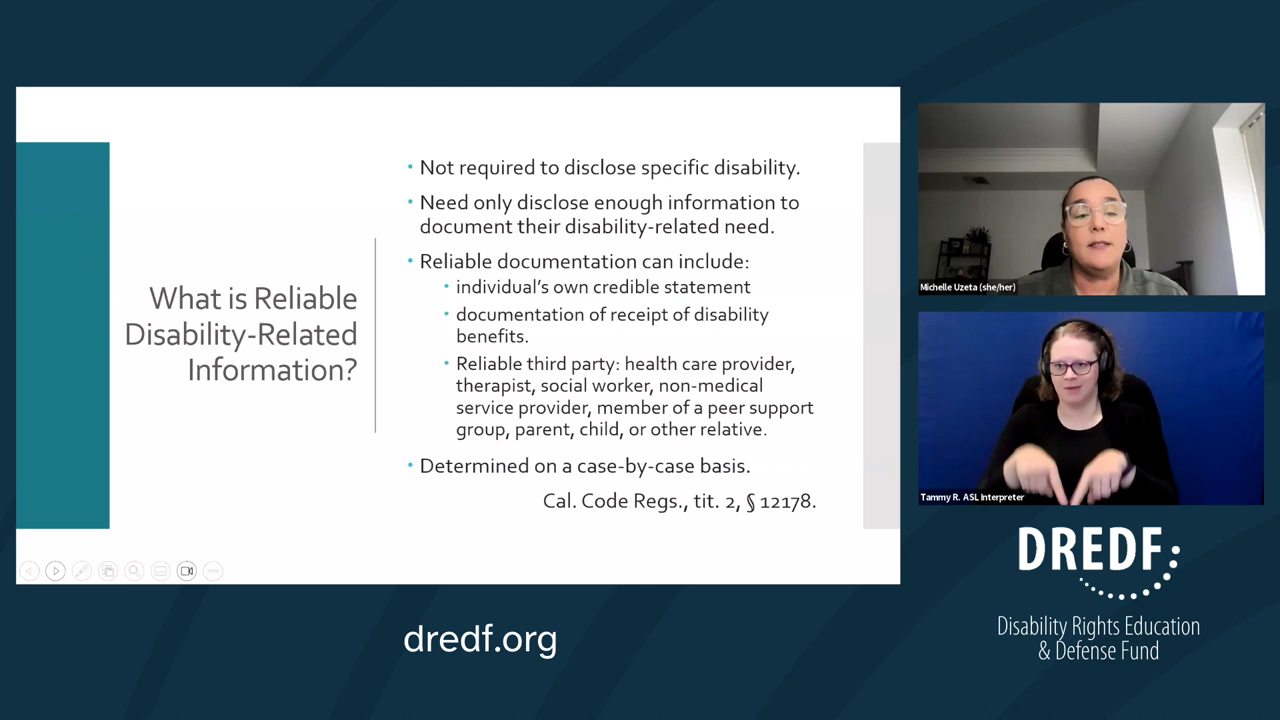 What is Reliable
Disability-Related
Information?
• Not required to disclose specific disability.
• Need only disclose enough information to
document their disability-related need.
• Reliable documentation can include:
• individual's own credible statement
• documentation of receipt of disability
benefits.
• Reliable third party: health care provider,
therapist, social worker, non-medical
service provider, member of a peer support
group, parent, child, or other relative.
• Determined on a case-by-case basis.
Cal. Code Regs., tit. 2, § 12178.
Michelle Uzeta (she/her)
Tammy R. ASL Interpreter
DREDF
Disability Rights Education
& Defense Fund
dredf.org